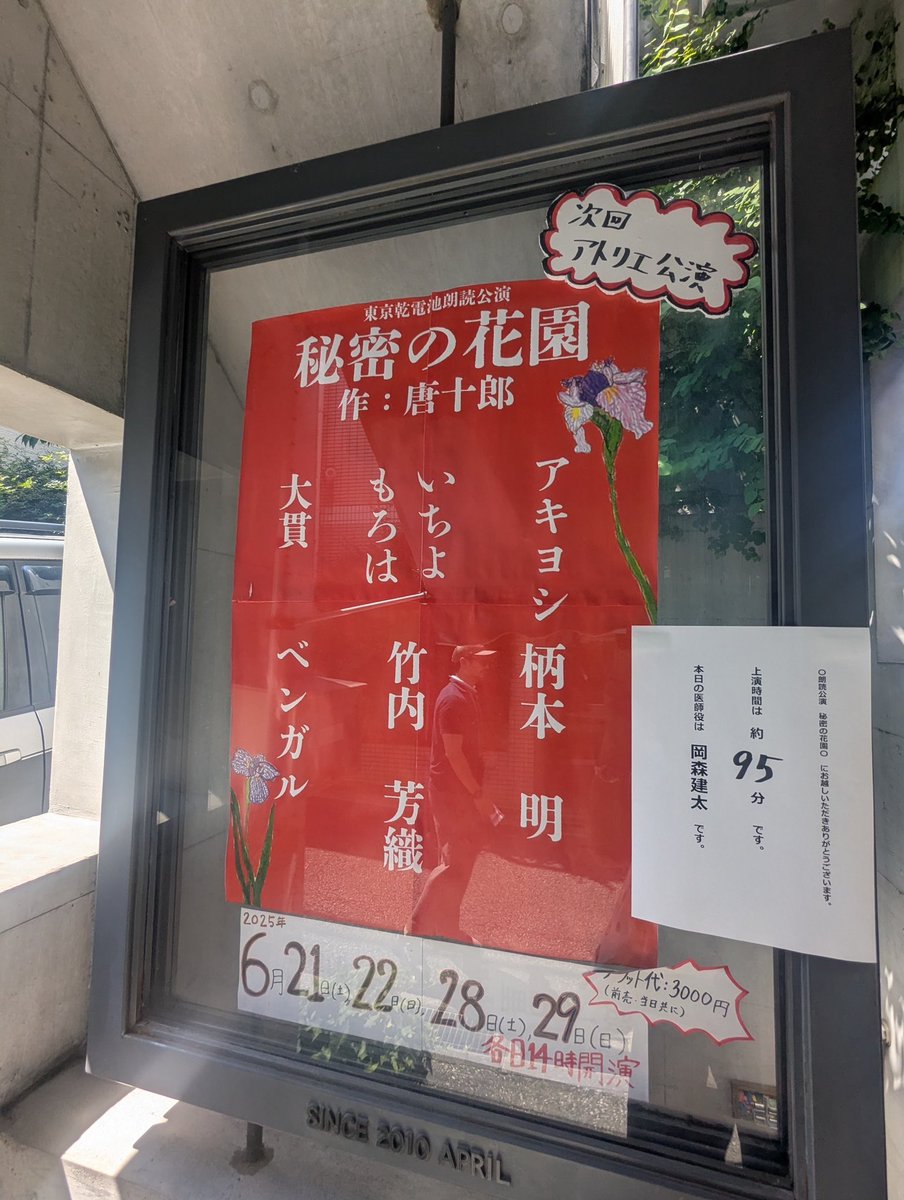 次回
アトリエ公演
東京乾電池朗読公演
秘密の花園
作：唐十郎
アキヨシ 柄本 明
いちよ
もろは 竹内 芳織
大貫 ベンガル
〇朗読公演 秘密の花園〇 にお越しいただきありがとうございます。
上演時間は 約 95 分 です。
本日の医師役は 岡森建太 です。
2025年
6月21日(土), 22日(日), 28日(土), 29日(日)
各日14時開演
チケット代:3000円
(前売・当日共に)
SINCE 2010 APRIL